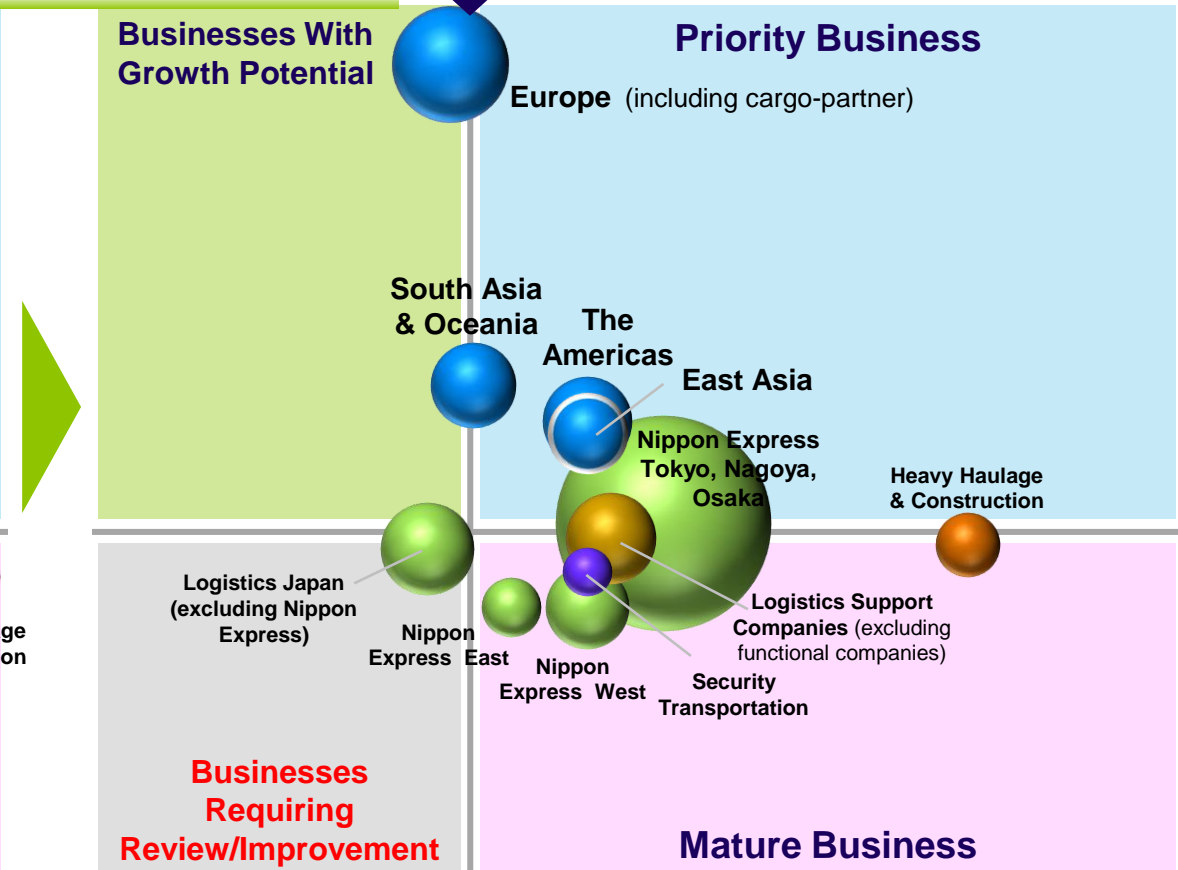 Businesses With
Growth Potential
Priority Business
Europe (including cargo-partner)
South Asia
& Oceania
The
Americas
East Asia
Nippon Express
Tokyo, Nagoya,
Osaka
Heavy Haulage
& Construction
Logistics Japan
(excluding Nippon
Express)
Nippon
Express East
Nippon
Express West
Logistics Support
Companies (excluding
functional companies)
Security
Transportation
ge
on
Businesses
Requiring
Review/Improvement
Mature Business